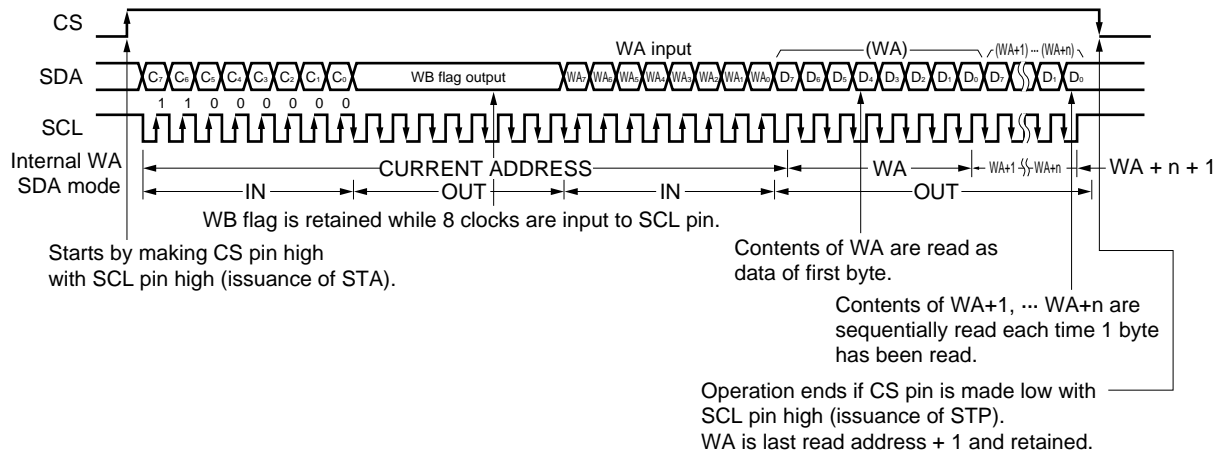 CS
WA input (WA) (WA+1) ··· (WA+n)
SDA C7 C6 C5 C4 C3 C2 C1 C0 WB flag output WA7 WA6 WA5 WA4 WA3 WA2 WA1 WA0 D7 D6 D5 D4 D3 D2 D1 D0 D7 D1 D0
1 1 0 0 0 0 0 0
SCL
Internal WA CURRENT ADDRESS WA WA+1 WA+n WA + n + 1
SDA mode IN OUT IN OUT
WB flag is retained while 8 clocks are input to SCL pin.
Starts by making CS pin high
with SCL pin high (issuance of STA).
Contents of WA are read as
data of first byte.
Contents of WA+1, ··· WA+n are
sequentially read each time 1 byte
has been read.
Operation ends if CS pin is made low with
SCL pin high (issuance of STP).
WA is last read address + 1 and retained.